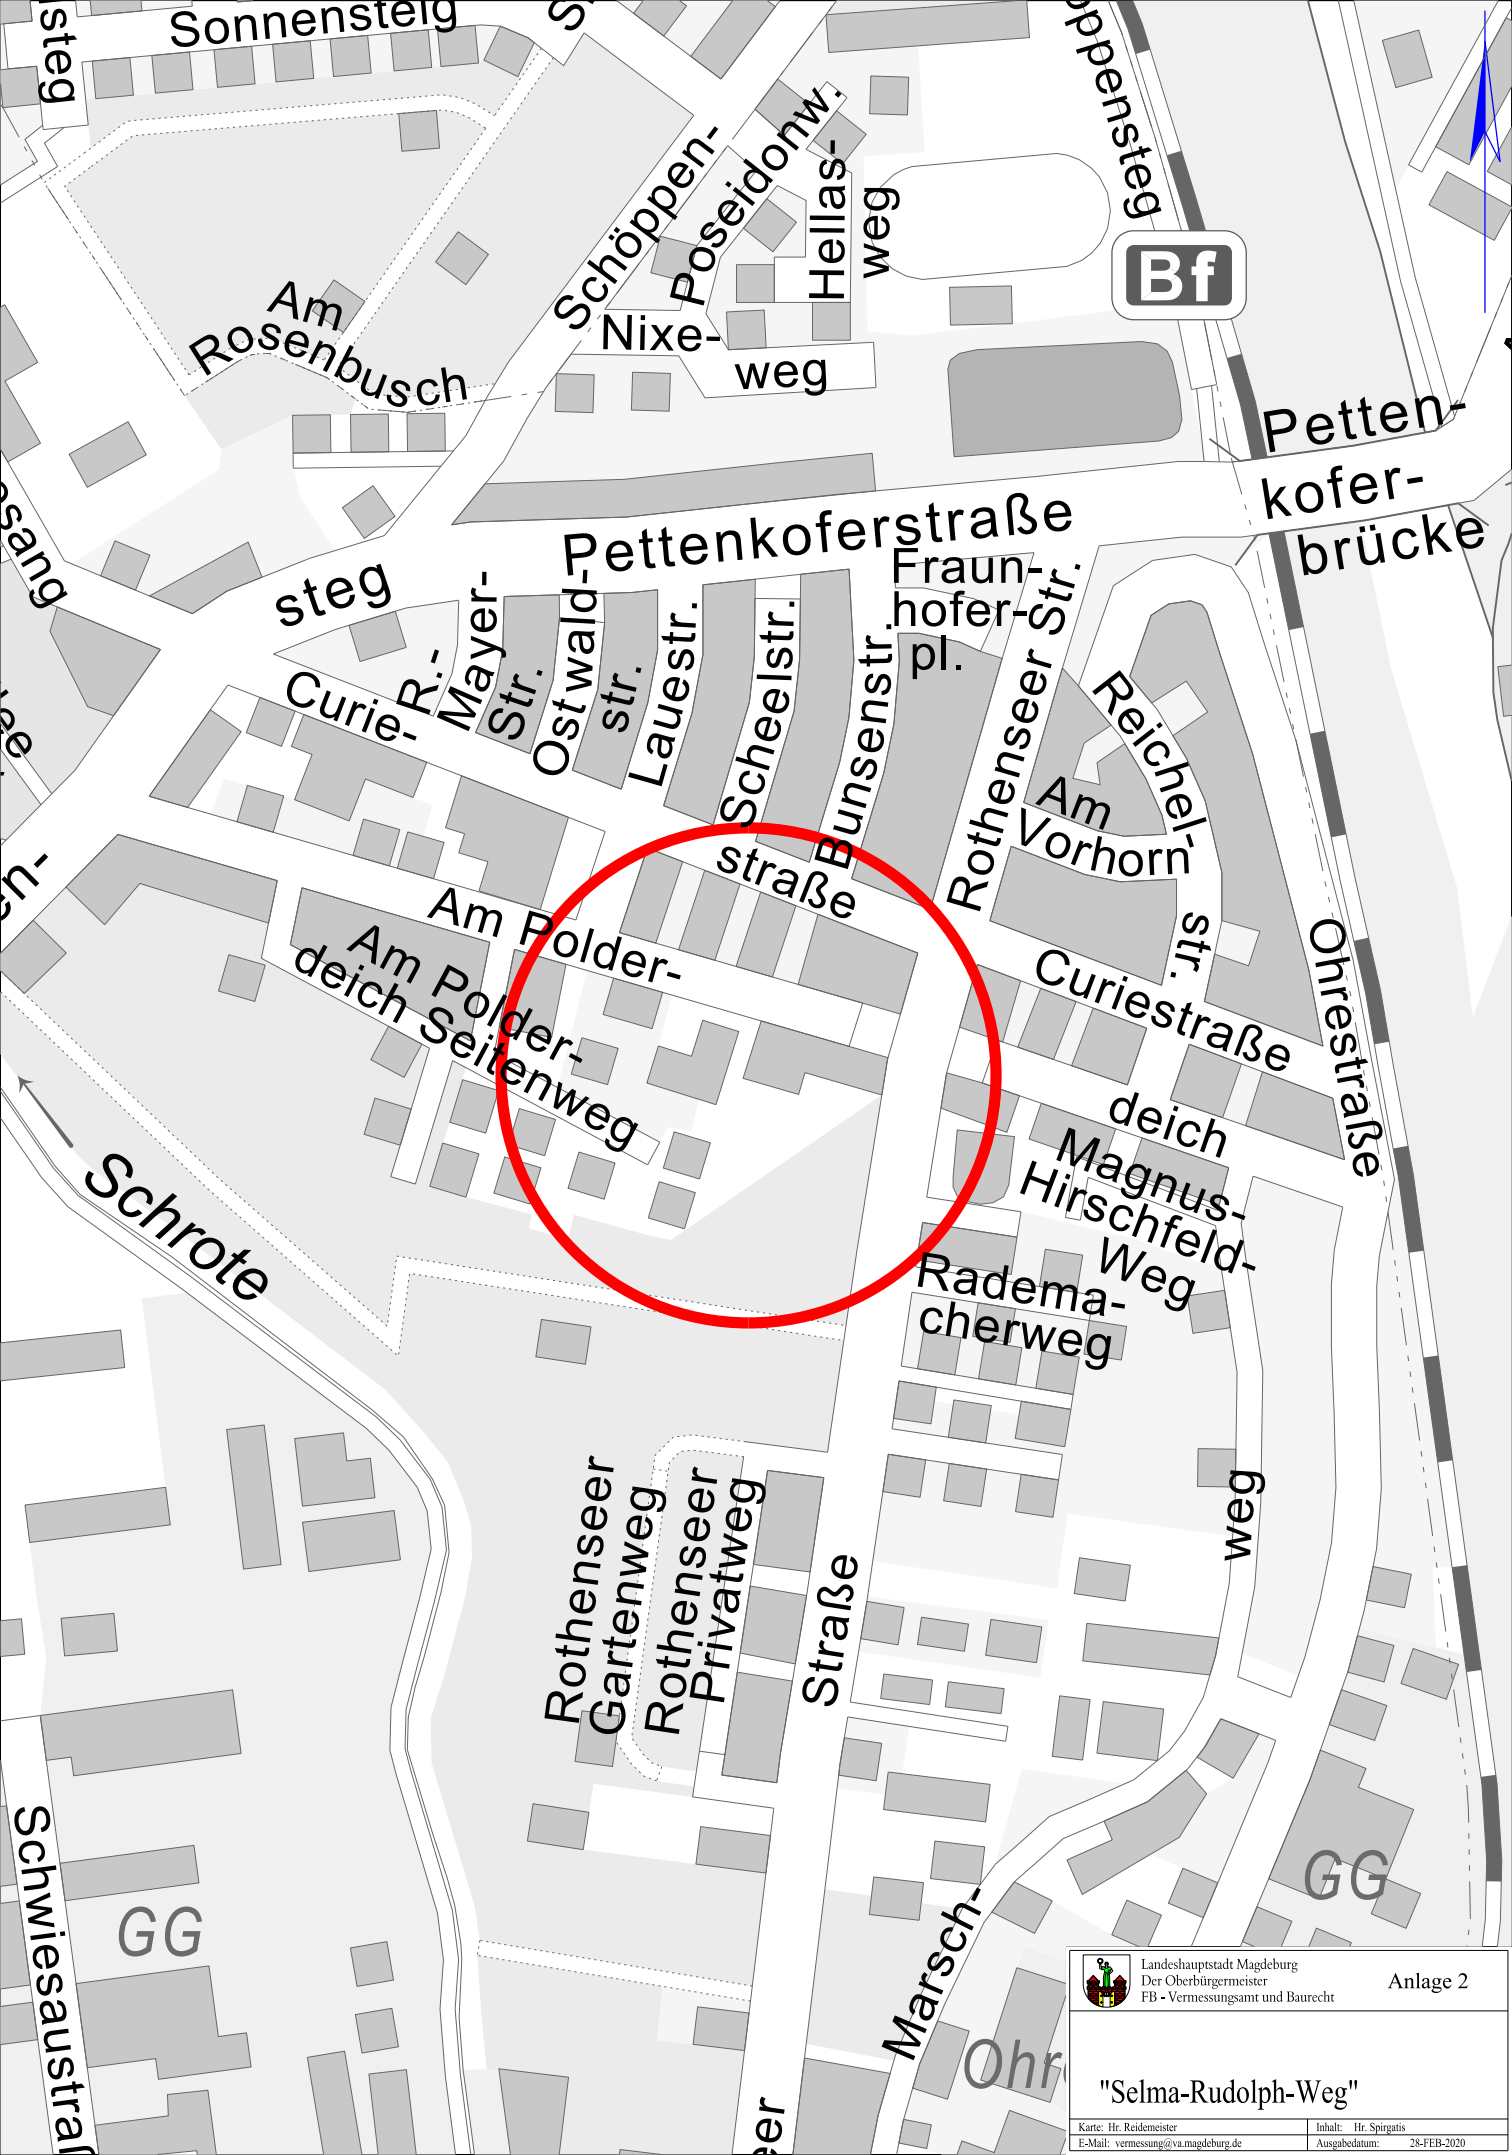 Sonnensteig
lsteg
Schöppen-
Poseidonw.
Hellas-
weg
öppensteg
Bf
Am
Rosenbusch
Nixe-
weg
Petten-
kofer-
brücke
Pettenkoferstraße
steg
Fraun-
hofer-
pl.
R.-
Mayer-
Str.
Ostwald-
str.
Lauestr.
Scheelstr.
Bunsenstr.
Rothenseer Str.
Reichel-
str.
Am
Vorhorn
Curie-
straße
Curiestraße
Ohrestraße
Am Polder-
deich
Am Polder-
deich Seitenweg
Magnus-
Hirschfeld-
Weg
Radema-
cherweg
Schrote
Rothenseer
Gartenweg
Rothenseer
Privatweg
Straße
weg
Marsch-
GG
GG
Schwiesaustraß
Ohr
eer
Landeshauptstadt Magdeburg
Der Oberbürgermeister
FB - Vermessungsamt und Baurecht
Anlage 2
"Selma-Rudolph-Weg"
Karte: Hr. Reidemeister
Inhalt: Hr. Spirgatis
E-Mail: vermessung@va.magdeburg.de
Ausgabedatum: 28-FEB-2020